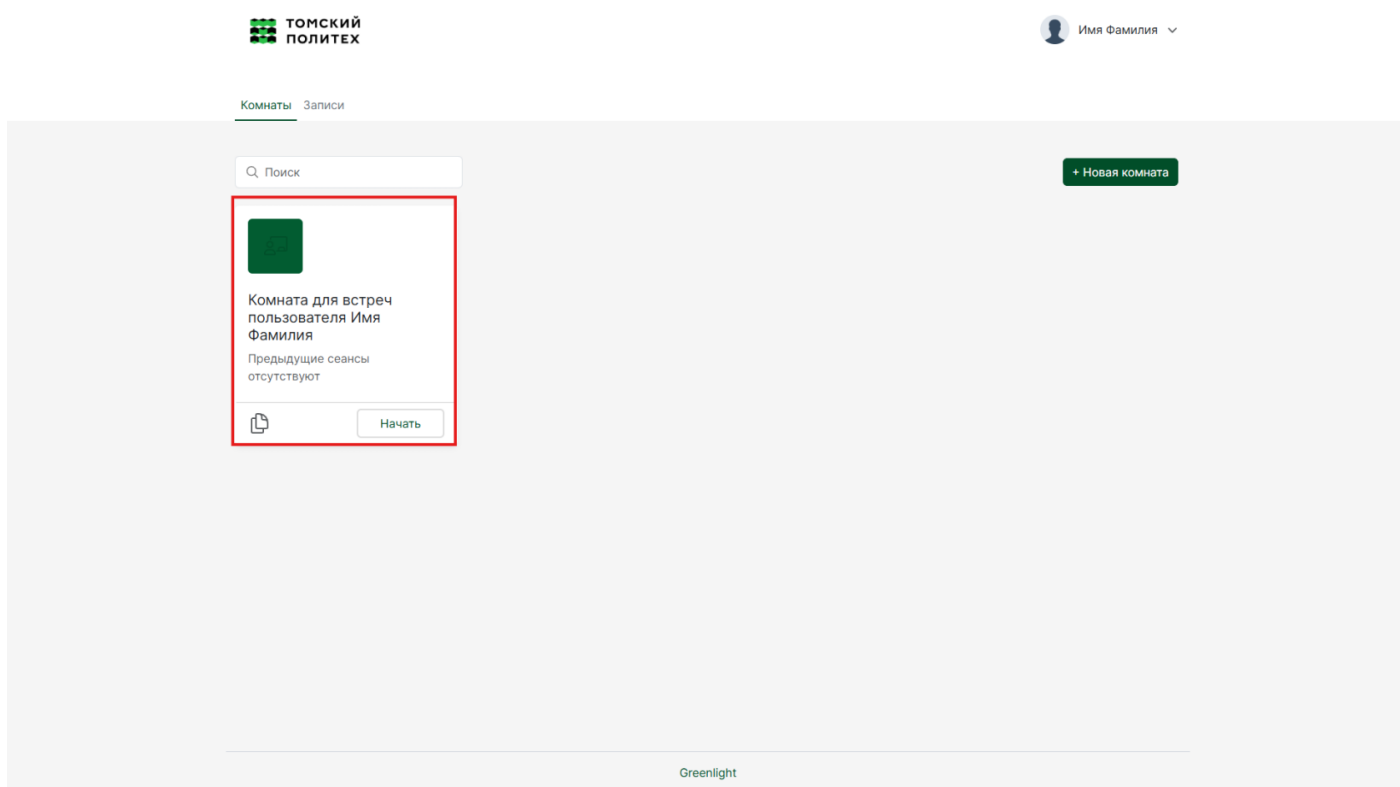 ТОМСКИЙ
ПОЛИТЕХ
Имя Фамилия
Комнаты Записи
Поиск
+ Новая комната
Комната для встреч
пользователя Имя
Фамилия
Предыдущие сеансы
отсутствуют
Начать
Greenlight